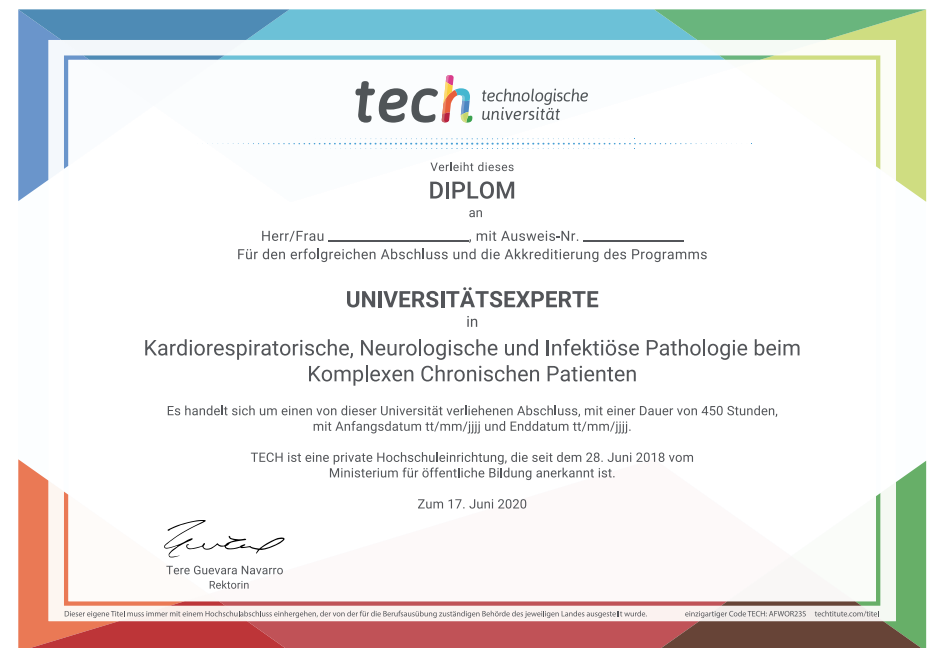 tech technologische
universität
Verleiht dieses
DIPLOM
an
Herr/Frau ________________, mit Ausweis-Nr. ____________
Für den erfolgreichen Abschluss und die Akkreditierung des Programms
UNIVERSITÄTSEXPERTE
in
Kardiorespiratorische, Neurologische und Infektiöse Pathologie beim
Komplexen Chronischen Patienten
Es handelt sich um einen von dieser Universität verliehenen Abschluss, mit einer Dauer von 450 Stunden,
mit Anfangsdatum tt/mm/jjjj und Enddatum tt/mm/jjjj.
TECH ist eine private Hochschuleinrichtung, die seit dem 28. Juni 2018 vom
Ministerium für öffentliche Bildung anerkannt ist.
Zum 17. Juni 2020
Tere Guevara Navarro
Rektorin
Dieser eigene Titel muss immer mit einem Hochschulabschluss einhergehen, der von der für die Berufsausübung zuständigen Behörde des jeweiligen Landes ausgestellt wurde. einzigartiger Code TECH: AFWOR23S techtitute.com/titel